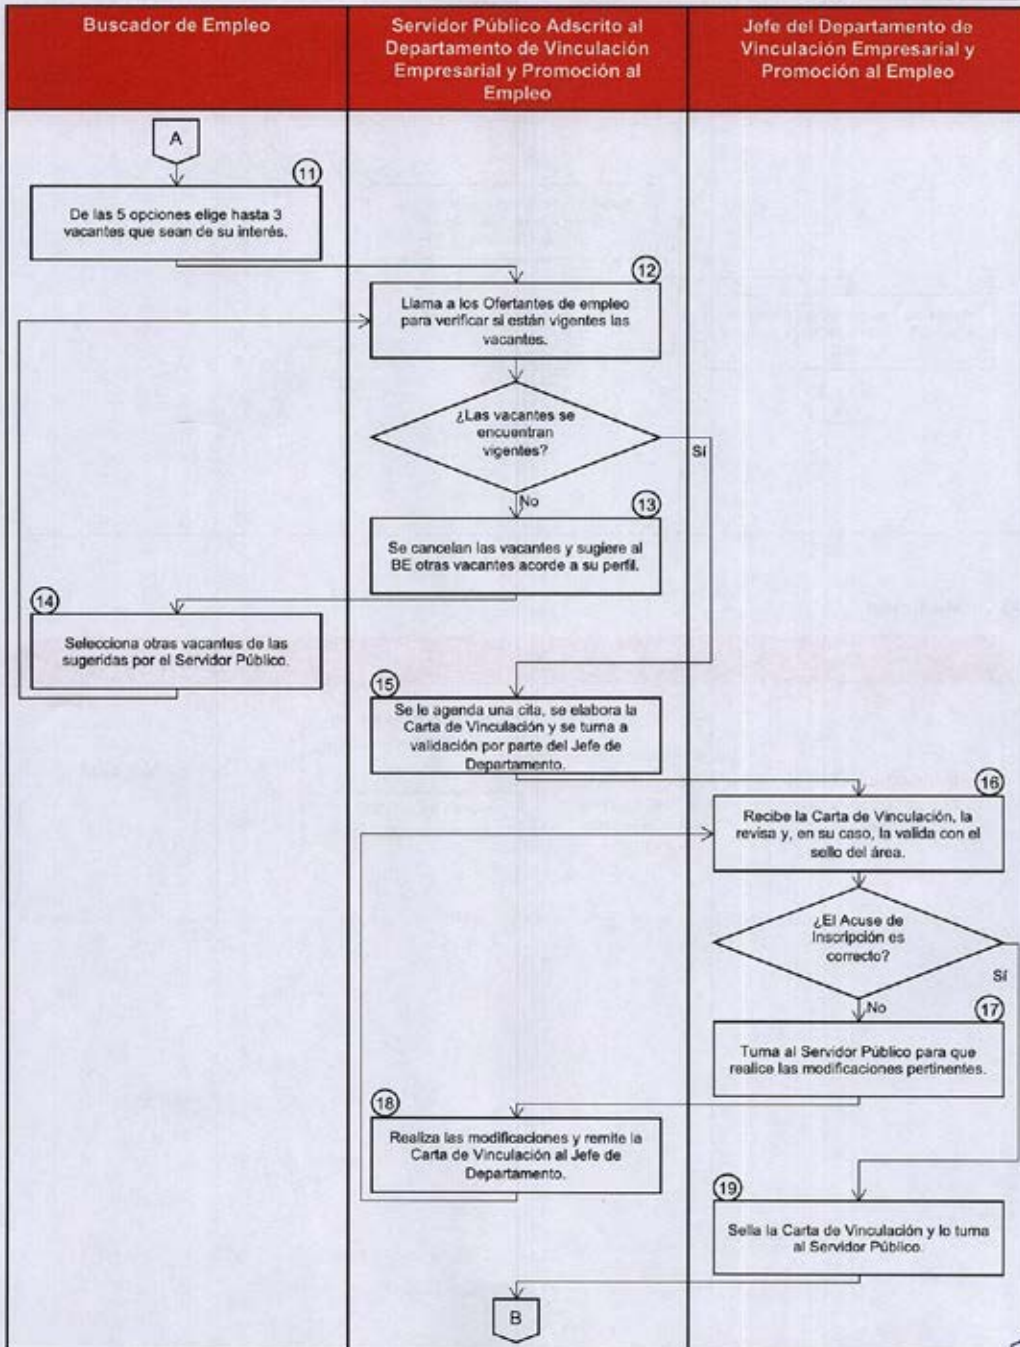 Buscador de Empleo
Servidor Público Adscrito al
Departamento de Vinculación
Empresarial y Promoción al
Empleo
Jefe del Departamento de
Vinculación Empresarial y
Promoción al Empleo
A
11
De las 5 opciones elige hasta 3
vacantes que sean de su interés.
12
Llama a los Ofertantes de empleo
para verificar si están vigentes las
vacantes.
¿Las vacantes se
encuentran
vigentes?
Sí
No
13
Se cancelan las vacantes y sugiere al
BE otras vacantes acorde a su perfil.
14
Selecciona otras vacantes de las
sugeridas por el Servidor Público.
15
Se le agenda una cita, se elabora la
Carta de Vinculación y se turna a
validación por parte del Jefe de
Departamento.
16
Recibe la Carta de Vinculación, la
revisa y, en su caso, la valida con el
sello del área.
¿El Acuse de
Inscripción es
correcto?
Sí
No
17
Turna al Servidor Público para que
realice las modificaciones pertinentes.
18
Realiza las modificaciones y remite la
Carta de Vinculación al Jefe de
Departamento.
19
Sella la Carta de Vinculación y lo turna
al Servidor Público.
B